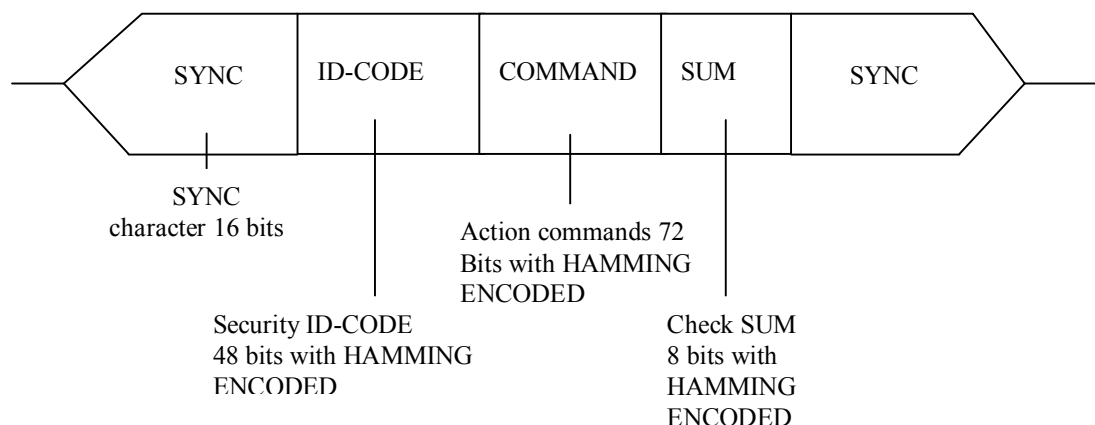 SYNC
ID-CODE
COMMAND
SUM
SYNC
SYNC
character 16 bits
Action commands 72
Bits with HAMMING
ENCODED
Security ID-CODE
48 bits with HAMMING
ENCODED
Check SUM
8 bits with
HAMMING
ENCODED